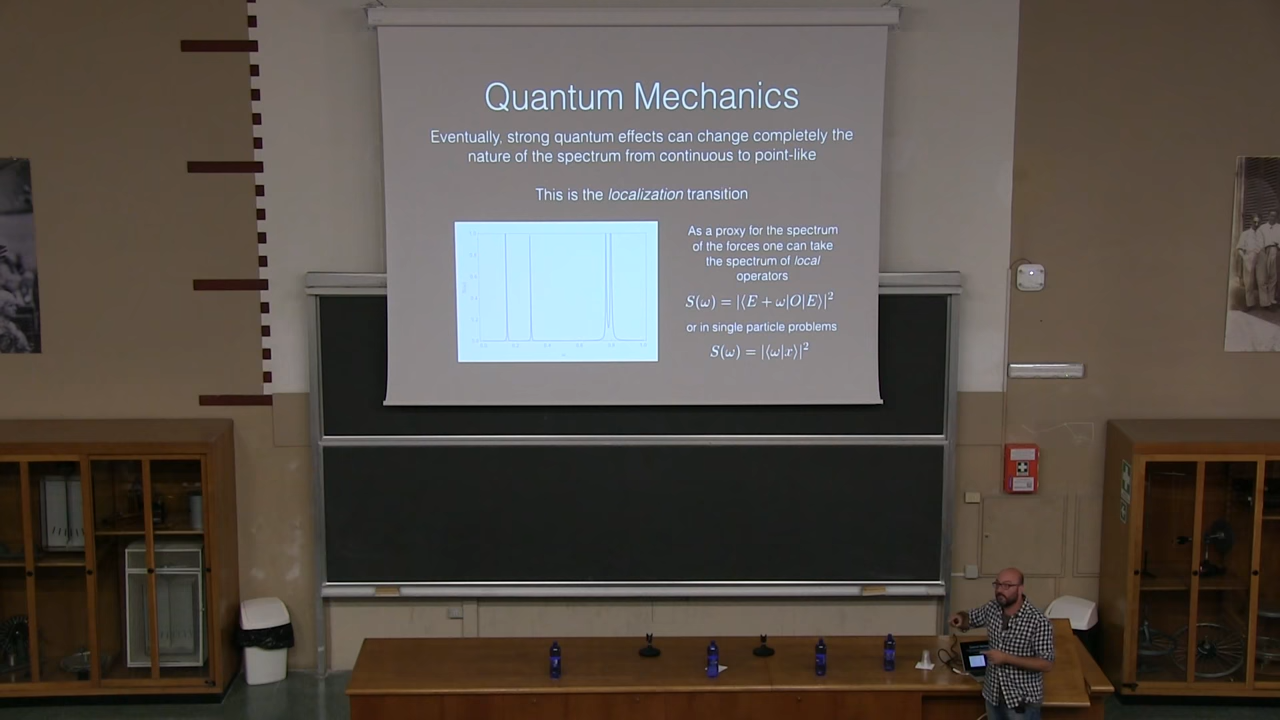 Quantum Mechanics
Eventually, strong quantum effects can change completely the
nature of the spectrum from continuous to point-like
This is the localization transition
As a proxy for the spectrum
of the forces one can take
the spectrum of local
operators
S(ω) = |⟨E + ω|O|E⟩|²
or in single particle problems
S(ω) = |⟨ω|x⟩|²